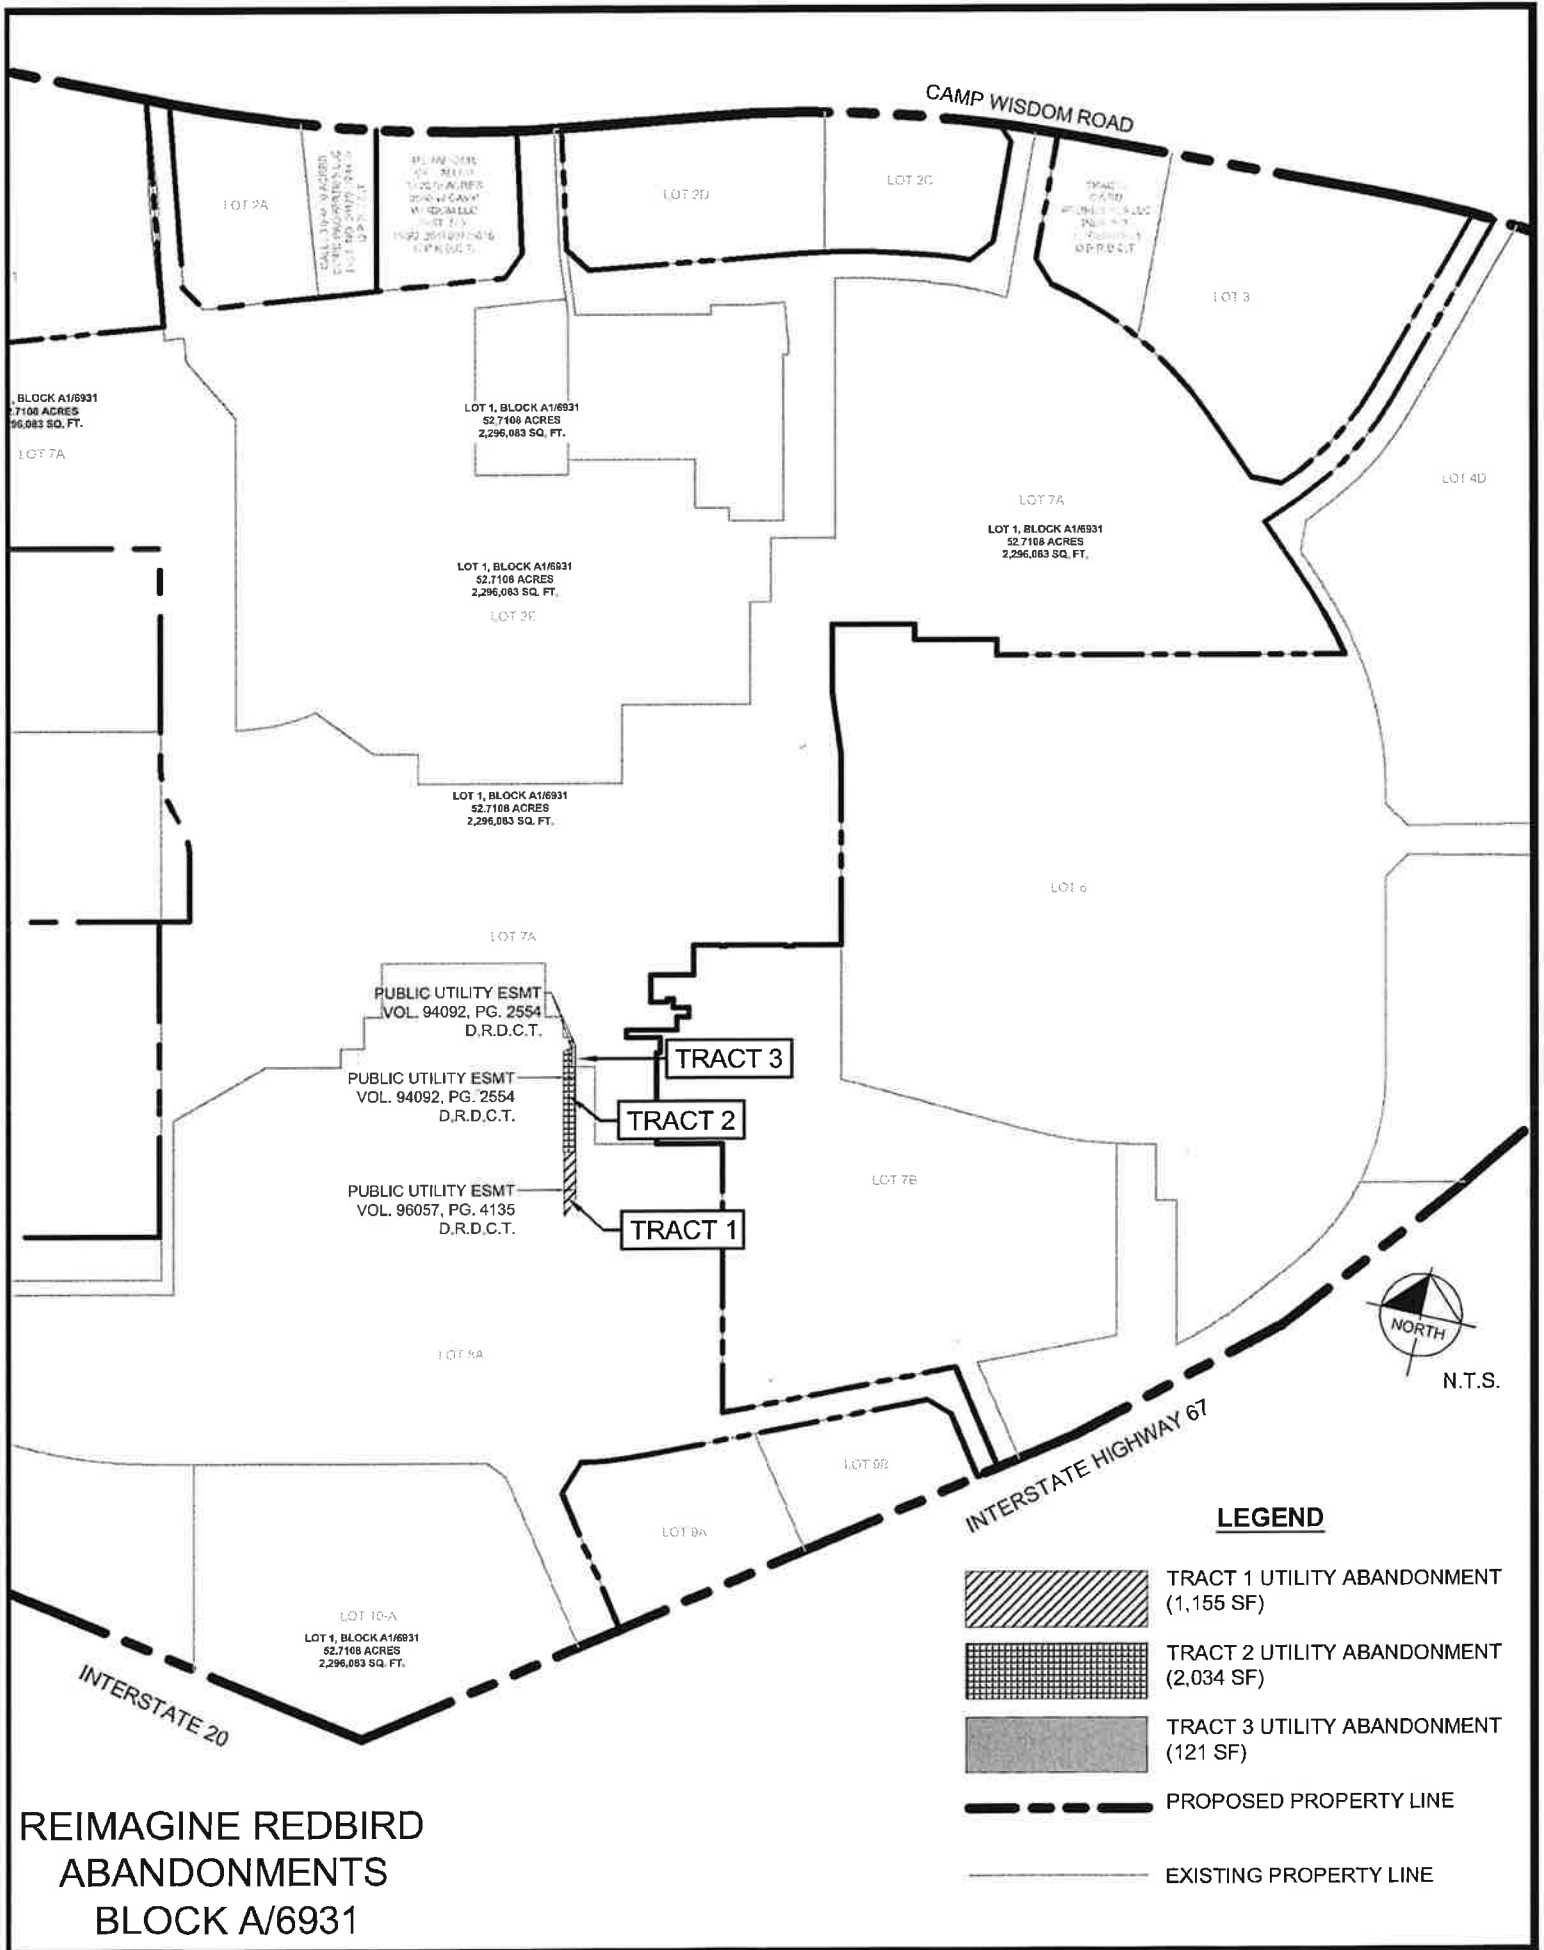 CAMP WISDOM ROAD
LOT 2A
LOT 2D
LOT 2C
O.P.R.D.C.T.
LOT 3
, BLOCK A1/6931
2.7108 ACRES
96,083 SQ. FT.
LOT 7A
LOT 1, BLOCK A1/6931
52.7108 ACRES
2,296,083 SQ. FT.
LOT 4D
LOT 7A
LOT 1, BLOCK A1/6931
52.7108 ACRES
2,296,083 SQ. FT.
LOT 1, BLOCK A1/6931
52.7108 ACRES
2,296,083 SQ. FT.
LOT 1, BLOCK A1/6931
52.7108 ACRES
2,296,083 SQ. FT.
LOT 6
LOT 7A
PUBLIC UTILITY ESMT
VOL. 94092, PG. 2554
D.R.D.C.T.
TRACT 3
PUBLIC UTILITY ESMT
VOL. 94092, PG. 2554
D.R.D.C.T.
TRACT 2
LOT 7B
PUBLIC UTILITY ESMT
VOL. 96057, PG. 4135
D.R.D.C.T.
TRACT 1
NORTH
N.T.S.
LOT 8A
LOT 9B
INTERSTATE HIGHWAY 67
LOT 9A
LOT 10-A
LOT 1, BLOCK A1/6931
52.7108 ACRES
2,296,083 SQ. FT.
INTERSTATE 20
LEGEND
TRACT 1 UTILITY ABANDONMENT
(1,155 SF)
TRACT 2 UTILITY ABANDONMENT
(2,034 SF)
TRACT 3 UTILITY ABANDONMENT
(121 SF)
PROPOSED PROPERTY LINE
EXISTING PROPERTY LINE
REIMAGINE REDBIRD
ABANDONMENTS
BLOCK A/6931